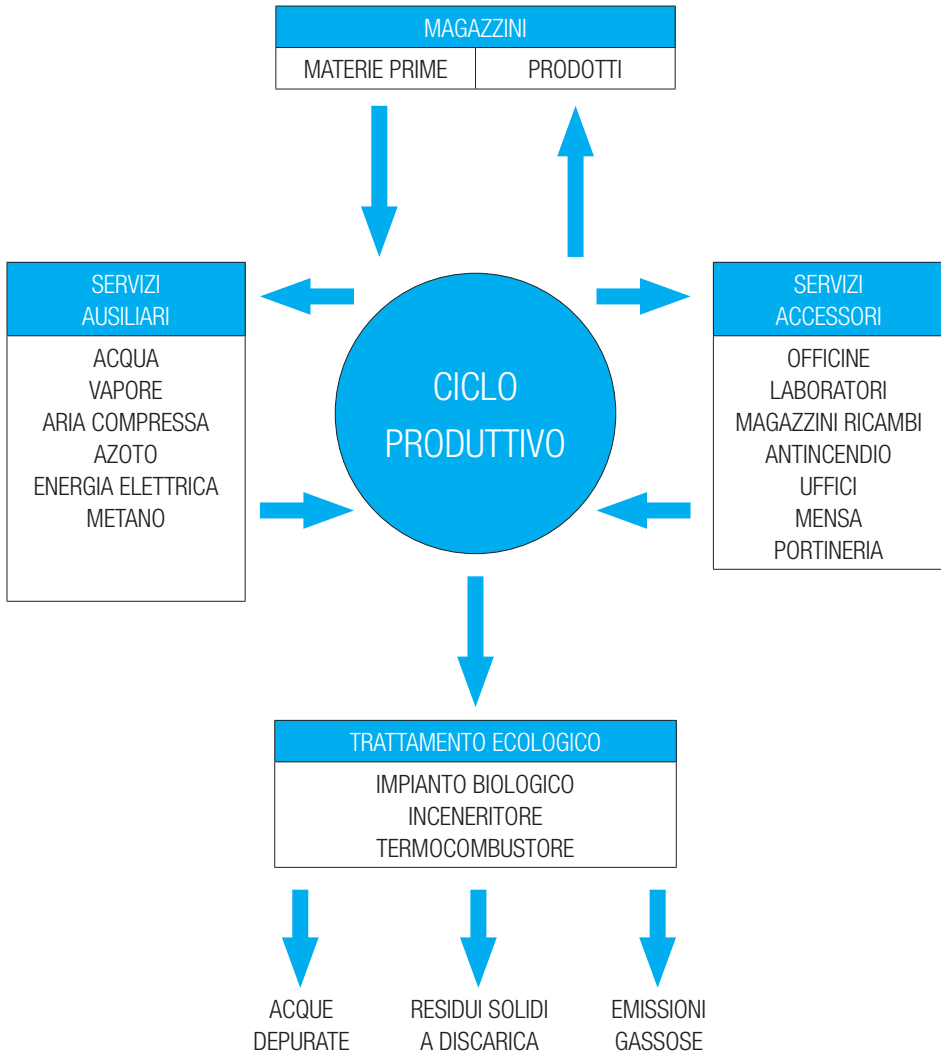 MAGAZZINI
MATERIE PRIME
PRODOTTI
SERVIZI
AUSILIARI
ACQUA
VAPORE
ARIA COMPRESSA
AZOTO
ENERGIA ELETTRICA
METANO
CICLO
PRODUTTIVO
SERVIZI
ACCESSORI
OFFICINE
LABORATORI
MAGAZZINI RICAMBI
ANTINCENDIO
UFFICI
MENSA
PORTINERIA
TRATTAMENTO ECOLOGICO
IMPIANTO BIOLOGICO
INCENERITORE
TERMOCOMBUSTORE
ACQUE
DEPURATE
RESIDUI SOLIDI
A DISCARICA
EMISSIONI
GASSOSE